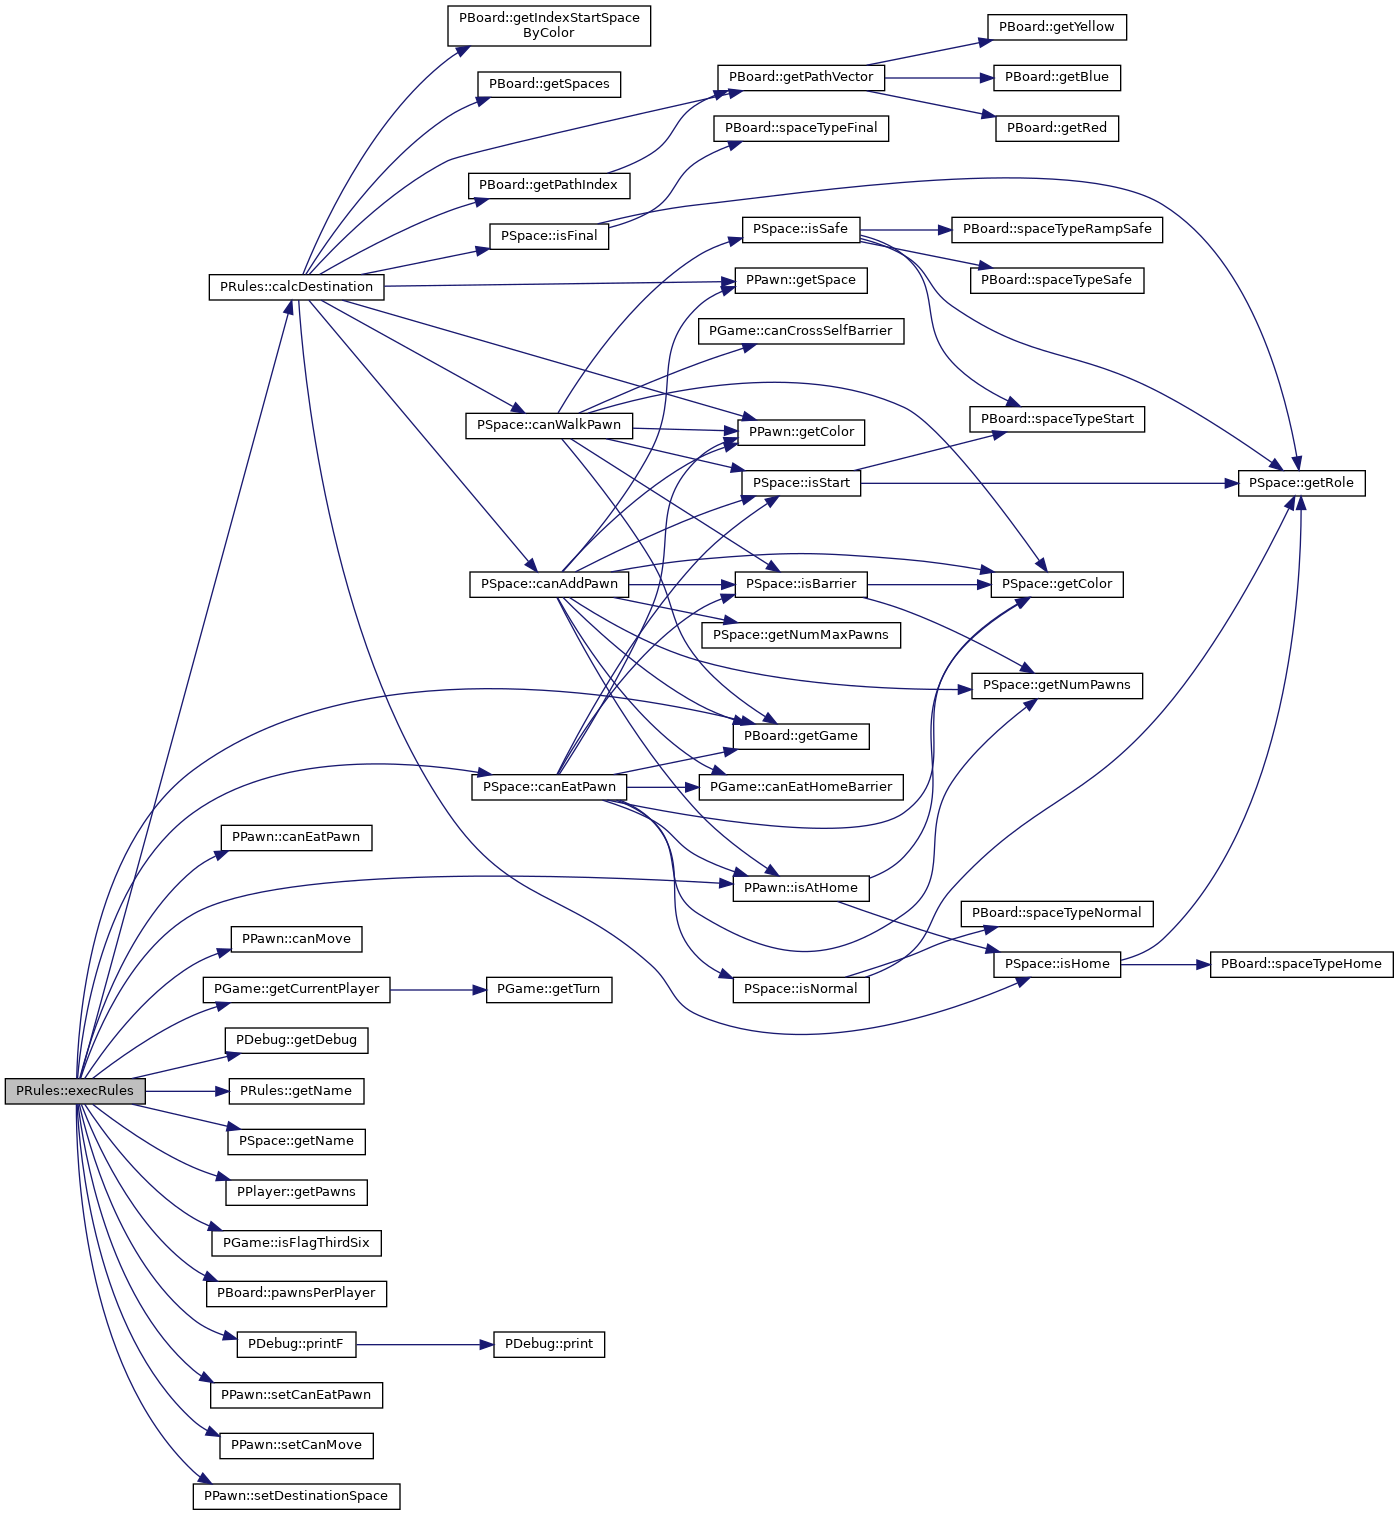 PBoard::getIndexStartSpace
ByColor
PBoard::getYellow
PBoard::getPathVector
PBoard::getBlue
PBoard::getSpaces
PBoard::spaceTypeFinal
PBoard::getRed
PBoard::getPathIndex
PSpace::isFinal
PSpace::isSafe
PBoard::spaceTypeRampSafe
PRules::calcDestination
PPawn::getSpace
PBoard::spaceTypeSafe
PGame::canCrossSelfBarrier
PSpace::canWalkPawn
PPawn::getColor
PBoard::spaceTypeStart
PSpace::isStart
PSpace::getRole
PSpace::canAddPawn
PSpace::isBarrier
PSpace::getColor
PSpace::getNumMaxPawns
PSpace::getNumPawns
PBoard::getGame
PSpace::canEatPawn
PGame::canEatHomeBarrier
PPawn::canEatPawn
PPawn::isAtHome
PBoard::spaceTypeNormal
PPawn::canMove
PSpace::isHome
PBoard::spaceTypeHome
PGame::getCurrentPlayer
PGame::getTurn
PSpace::isNormal
PDebug::getDebug
PRules::execRules
PRules::getName
PSpace::getName
PPlayer::getPawns
PGame::isFlagThirdSix
PBoard::pawnsPerPlayer
PDebug::printF
PDebug::print
PPawn::setCanEatPawn
PPawn::setCanMove
PPawn::setDestinationSpace